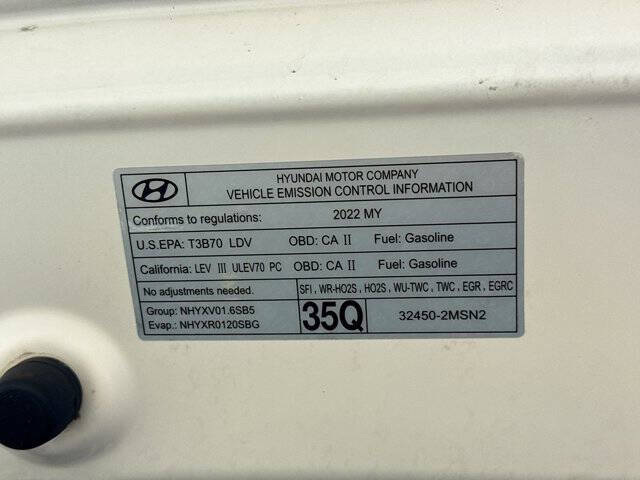 HYUNDAI MOTOR COMPANY
VEHICLE EMISSION CONTROL INFORMATION
Conforms to regulations: 2022 MY
U.S.EPA: T3B70 LDV OBD: CA II Fuel: Gasoline
California: LEV III ULEV70 PC OBD: CA II Fuel: Gasoline
No adjustments needed. SFI , WR-HO2S , HO2S , WU-TWC , TWC , EGR , EGRC
Group: NHYXV01.6SB5
Evap.: NHYXR0120SBG
35Q 32450-2MSN2